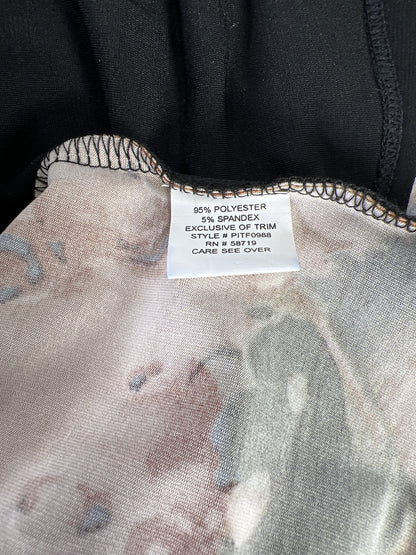 95% POLYESTER
5% SPANDEX
EXCLUSIVE OF TRIM
STYLE # PITF0988
RN # 58719
CARE SEE OVER